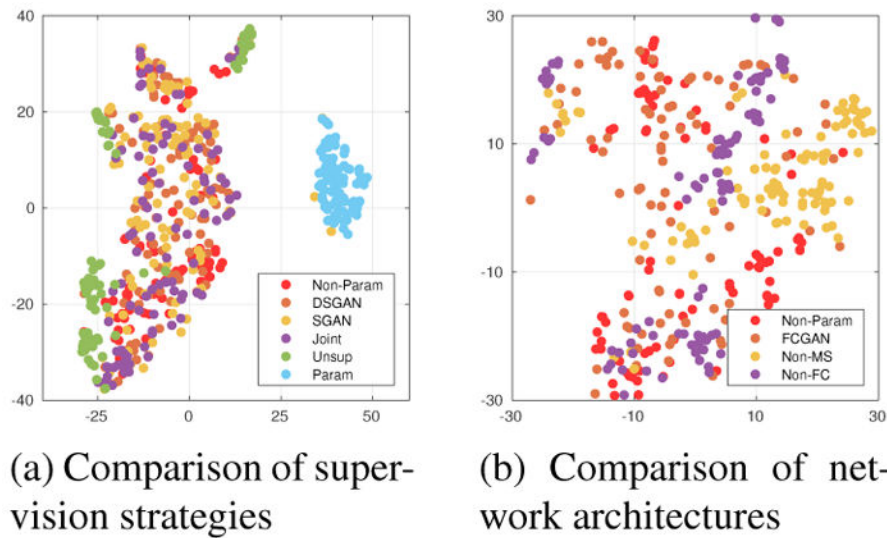 40
20
0
-20
-40
-25
0
25
50
Non-Param
DSGAN
SGAN
Joint
Unsup
Param
30
10
-10
-30
-30
-10
10
30
Non-Param
FCGAN
Non-MS
Non-FC
(a) Comparison of super-
vision strategies
(b) Comparison of net-
work architectures